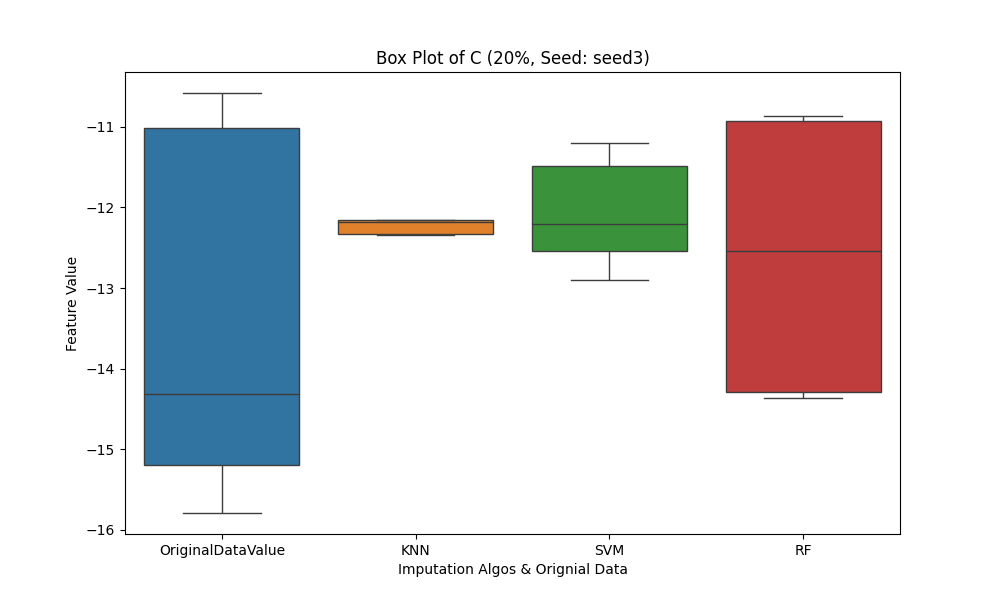 Box Plot of C (20%, Seed: seed3)
Feature Value
−11
−12
−13
−14
−15
−16
OriginalDataValue
KNN
SVM
RF
Imputation Algos & Orignial Data